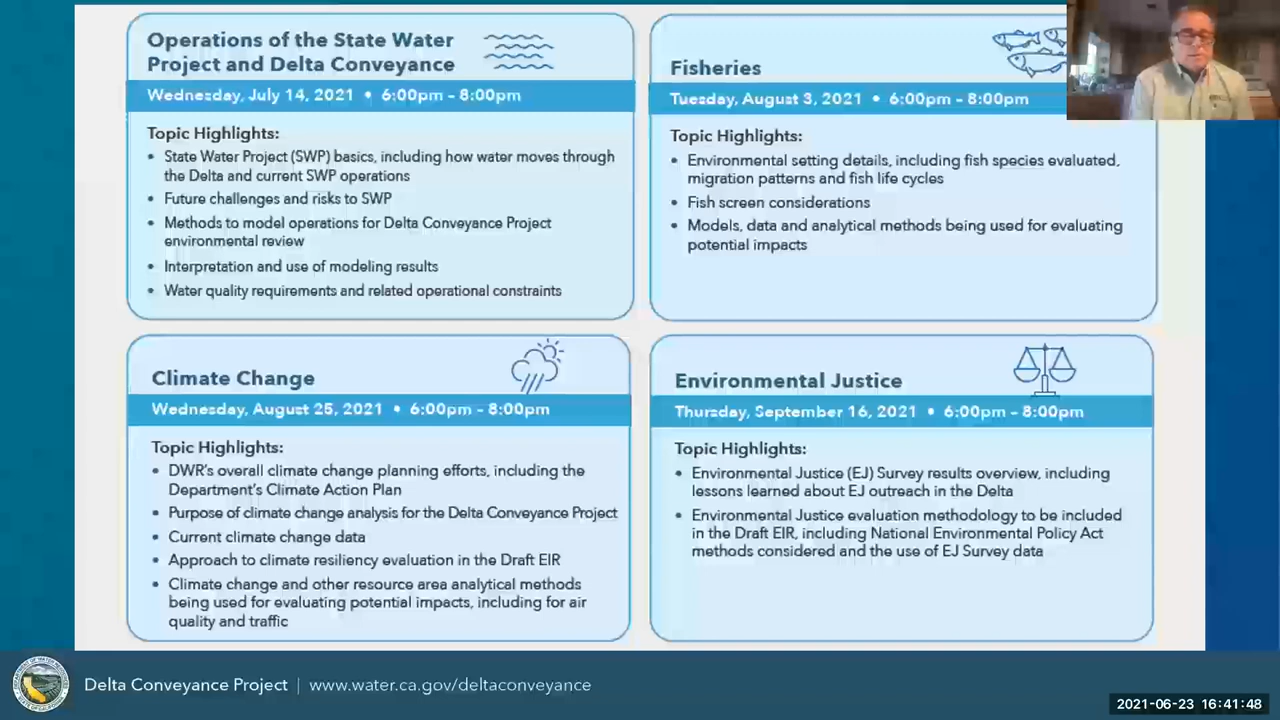 Operations of the State Water
Project and Delta Conveyance
Wednesday, July 14, 2021 • 6:00pm – 8:00pm
Topic Highlights:
• State Water Project (SWP) basics, including how water moves through
the Delta and current SWP operations
• Future challenges and risks to SWP
• Methods to model operations for Delta Conveyance Project
environmental review
• Interpretation and use of modeling results
• Water quality requirements and related operational constraints
Fisheries
Tuesday, August 3, 2021 • 6:00pm – 8:00pm
Topic Highlights:
• Environmental setting details, including fish species evaluated,
migration patterns and fish life cycles
• Fish screen considerations
• Models, data and analytical methods being used for evaluating
potential impacts
Climate Change
Wednesday, August 25, 2021 • 6:00pm – 8:00pm
Topic Highlights:
• DWR's overall climate change planning efforts, including the
Department's Climate Action Plan
• Purpose of climate change analysis for the Delta Conveyance Project
• Current climate change data
• Approach to climate resiliency evaluation in the Draft EIR
• Climate change and other resource area analytical methods
being used for evaluating potential impacts, including for air
quality and traffic
Environmental Justice
Thursday, September 16, 2021 • 6:00pm – 8:00pm
Topic Highlights:
• Environmental Justice (EJ) Survey results overview, including
lessons learned about EJ outreach in the Delta
• Environmental Justice evaluation methodology to be included
in the Draft EIR, including National Environmental Policy Act
methods considered and the use of EJ Survey data
Delta Conveyance Project | www.water.ca.gov/deltaconveyance
2021-06-23 16:41:48